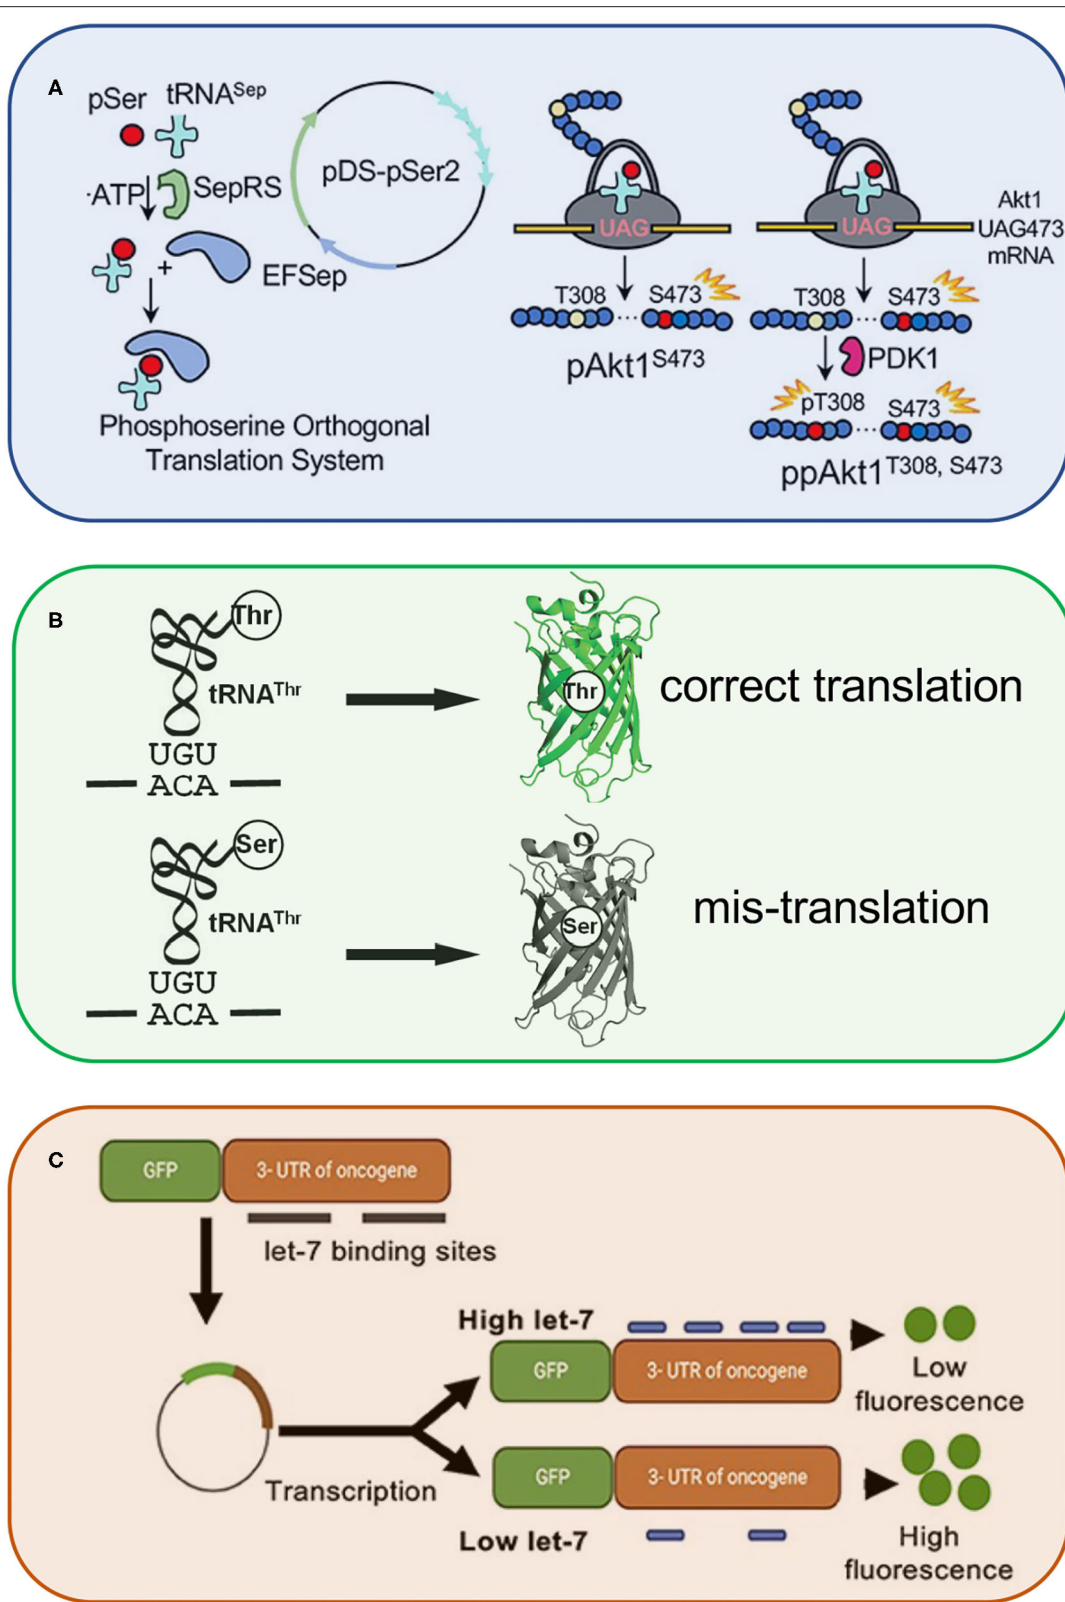 A
pSer
tRNASep
·ATP
SepRS
+
EFSep
Phosphoserine Orthogonal
Translation System
pDS-pSer2
UAG
T308
S473
...
pAkt1S473
UAG
Akt1
UAG473
mRNA
T308
S473
...
PDK1
pT308
S473
...
ppAkt1T308, S473
B
Thr
tRNAThr
UGU
ACA
Thr
correct translation
Ser
tRNAThr
UGU
ACA
Ser
mis-translation
C
GFP
3- UTR of oncogene
let-7 binding sites
Transcription
High let-7
GFP
3- UTR of oncogene
Low
fluorescence
GFP
3- UTR of oncogene
Low let-7
High
fluorescence